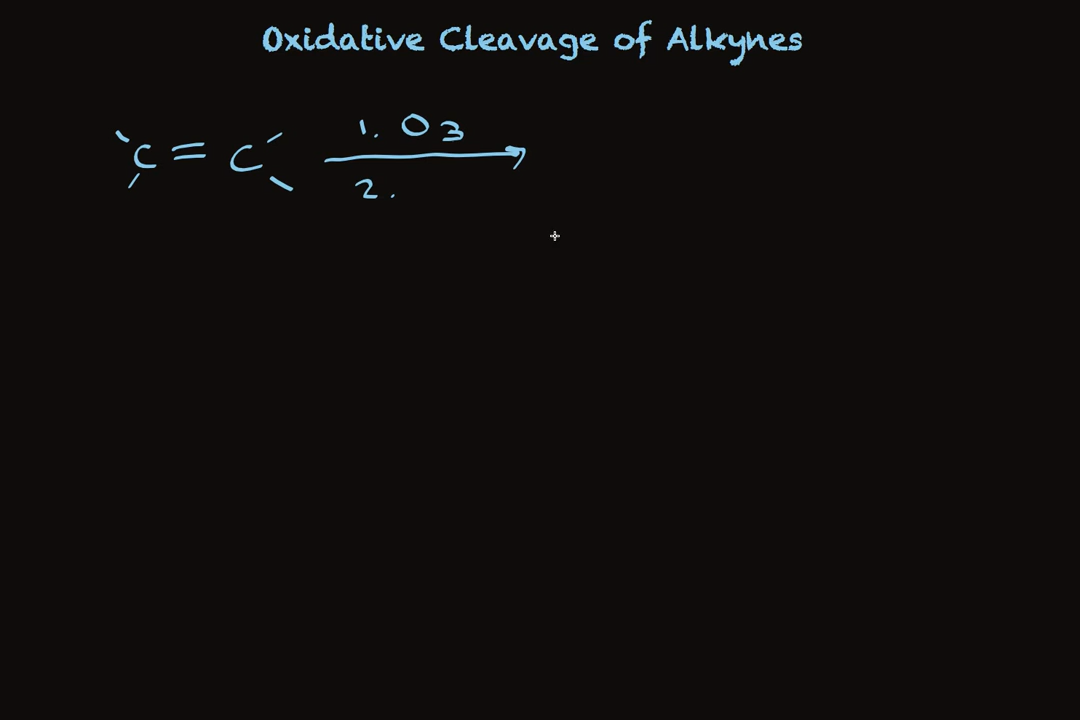 Oxidative Cleavage of Alkynes
C = C
1. O3
2.